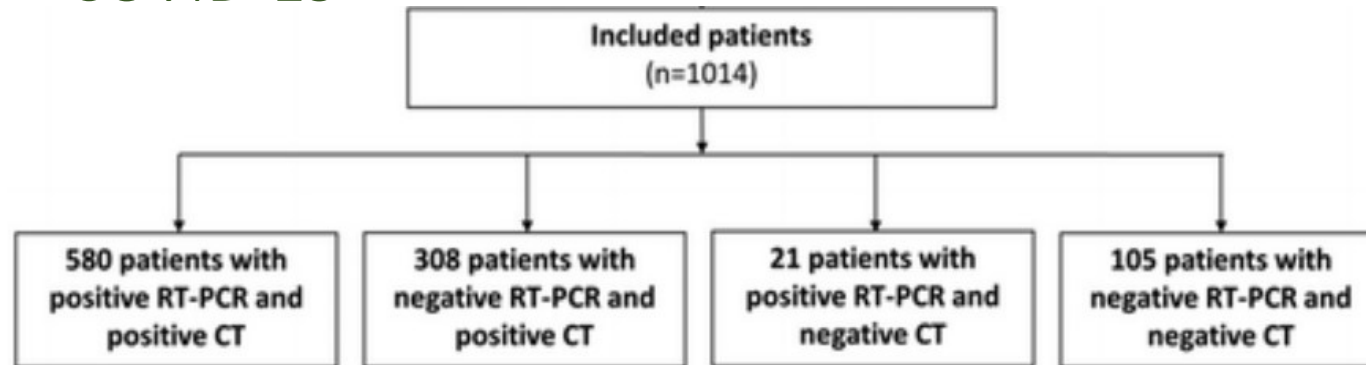 Included patients
(n=1014)
580 patients with
positive RT-PCR and
positive CT
308 patients with
negative RT-PCR and
positive CT
21 patients with
positive RT-PCR and
negative CT
105 patients with
negative RT-PCR and
negative CT